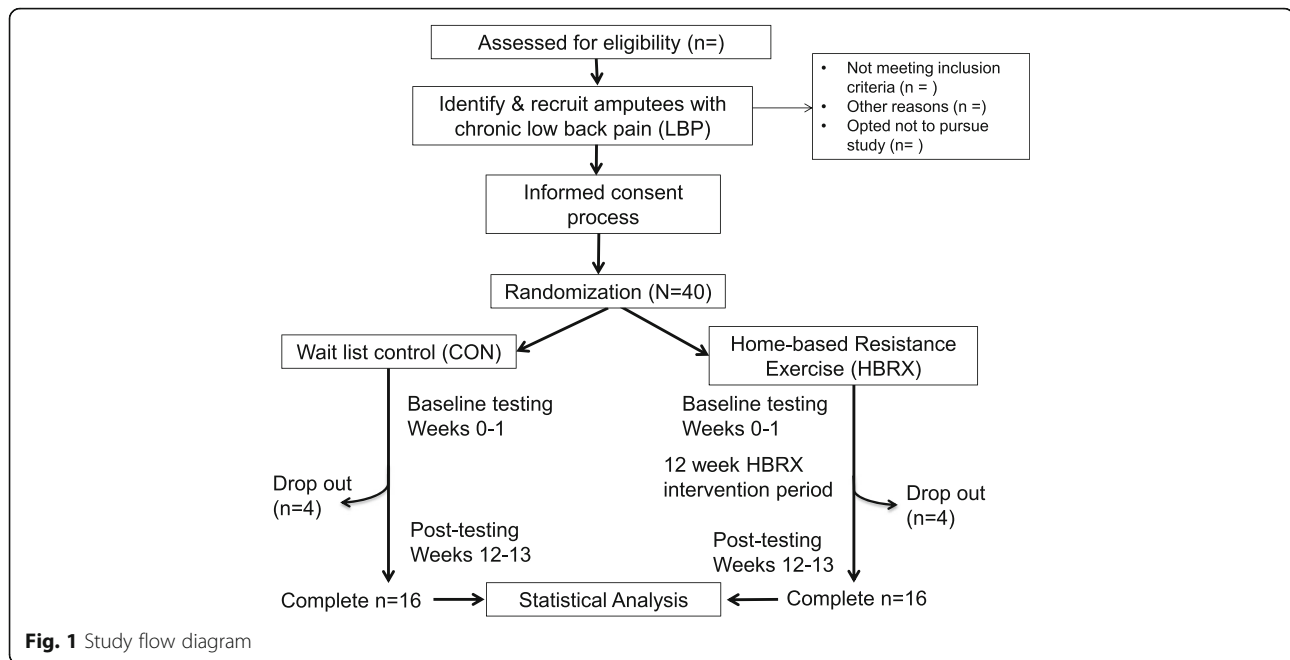 Assessed for eligibility (n=)
• Not meeting inclusion
criteria (n = )
• Other reasons (n =)
• Opted not to pursue
study (n= )
Identify & recruit amputees with
chronic low back pain (LBP)
Informed consent
process
Randomization (N=40)
Wait list control (CON)
Home-based Resistance
Exercise (HBRX)
Baseline testing
Weeks 0-1
Baseline testing
Weeks 0-1
12 week HBRX
intervention period
Drop out
(n=4)
Drop out
(n=4)
Post-testing
Weeks 12-13
Post-testing
Weeks 12-13
Complete n=16
Statistical Analysis
Complete n=16
Fig. 1 Study flow diagram